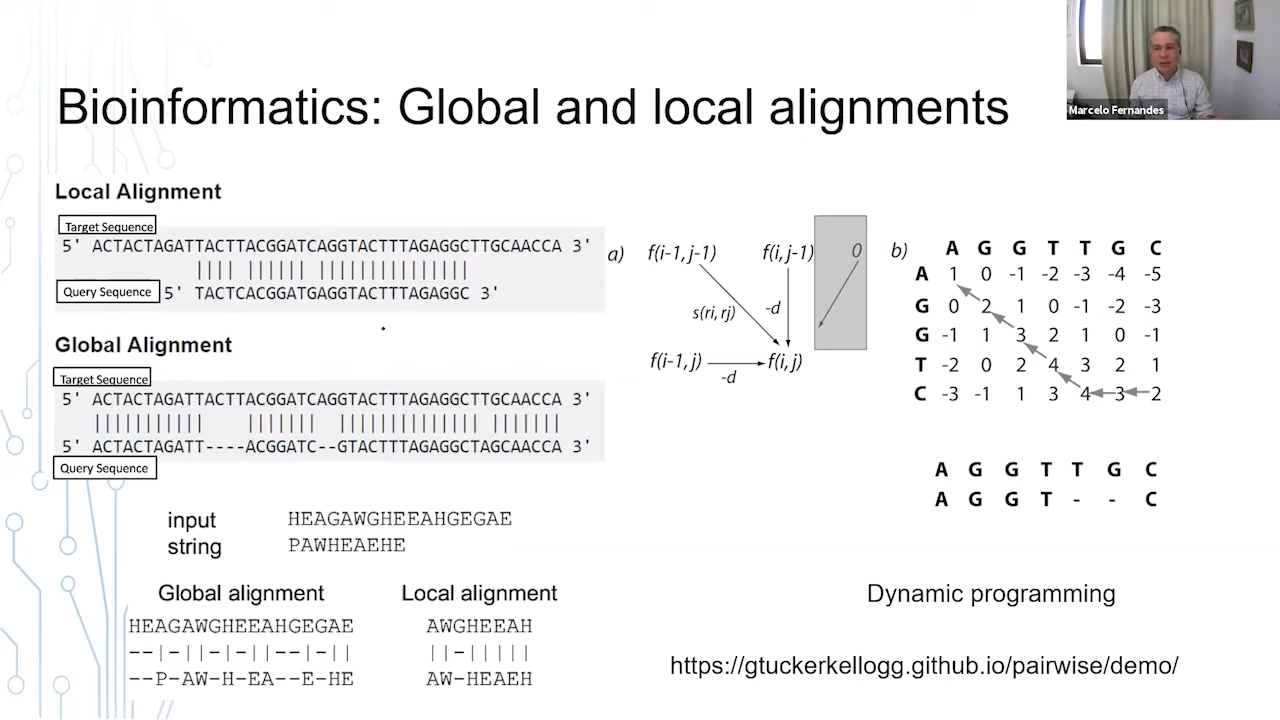 Marcelo Fernandes
Bioinformatics: Global and local alignments
Local Alignment
Target Sequence
5' ACTACTAGATTACTTACGGATCAGGTACTTTAGAGGCTTGCAACCA 3'
|||| |||||| |||||||||||||||
Query Sequence
5' TACTCACGGATGAGGTACTTTAGAGGC 3'
Global Alignment
Target Sequence
5' ACTACTAGATTACTTACGGATCAGGTACTTTAGAGGCTTGCAACCA 3'
||||||||||| ||||||| |||||||||||||| |||||||
5' ACTACTAGATT----ACGGATC--GTACTTTAGAGGCTAGCAACCA 3'
Query Sequence
input HEAGAWGHEEAHGEGAE
string PAWHEAEHE
Global alignment
HEAGAWGHEEAHGEGAE
--|-||-|-||--|-||
--P-AW-H-EA--E-HE
Local alignment
AWGHEEAH
||-|||||
AW-HEAEH
a)
f(i-1,j-1) f(i,j-1) 0
s(ri, rj) -d
f(i-1,j) f(i,j)
-d
b)
A G G T T G C
A 1 0 -1 -2 -3 -4 -5
G 0 2 1 0 -1 -2 -3
G -1 1 3 2 1 0 -1
T -2 0 2 4 3 2 1
C -3 -1 1 3 4 3 2
A G G T T G C
A G G T - - C
Dynamic programming
https://gtuckerkellogg.github.io/pairwise/demo/